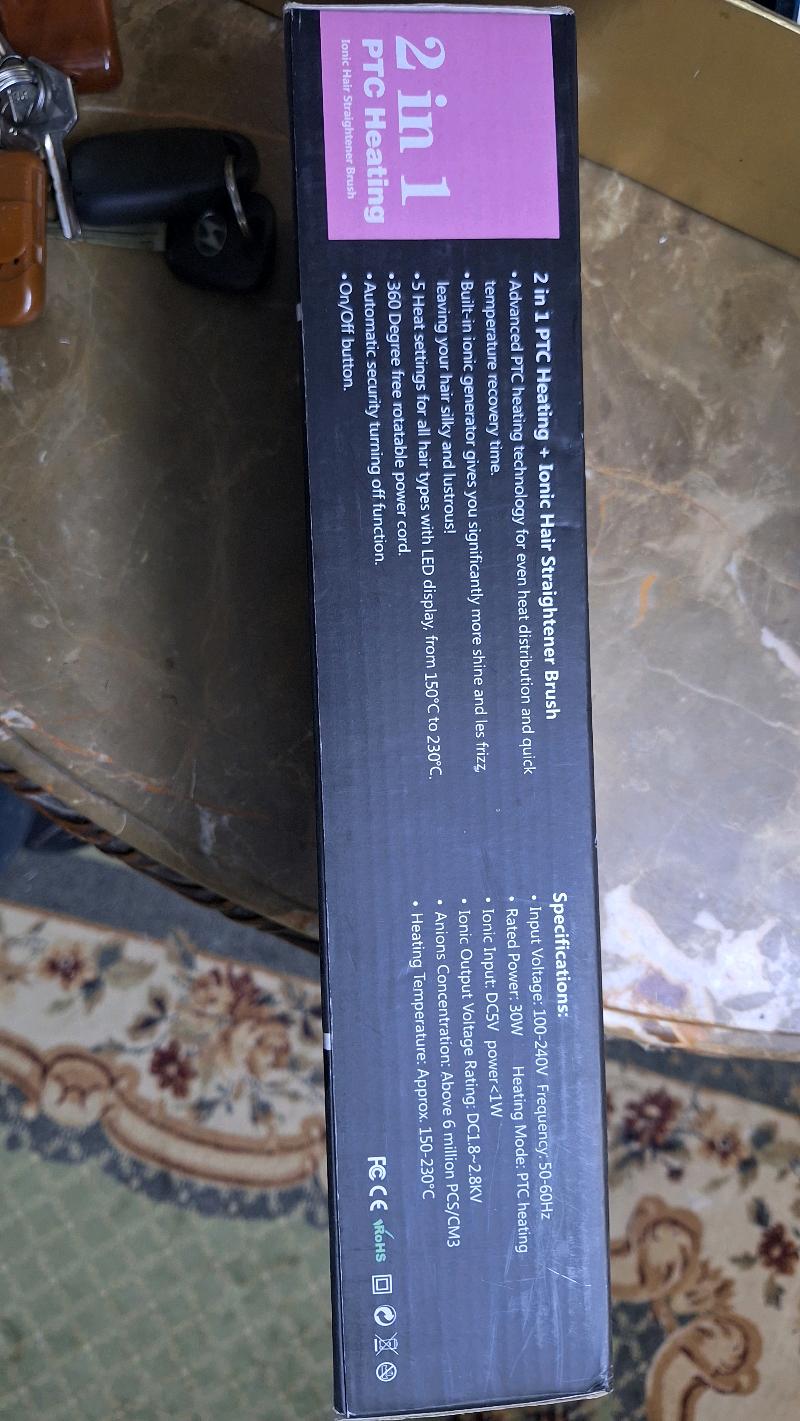 2 in 1
PTC Heating
Ionic Hair Straightener Brush
2 in 1 PTC Heating + Ionic Hair Straightener Brush
•Advanced PTC heating technology for even heat distribution and quick
temperature recovery time.
•Built-in ionic generator gives you significantly more shine and les frizz,
leaving your hair silky and lustrous!
•5 Heat settings for all hair types with LED display, from 150°C to 230°C.
•360 Degree free rotatable power cord.
•Automatic security turning off function.
•On/Off button.
Specifications:
• Input Voltage: 100-240V Frequency: 50-60Hz
• Rated Power: 30W Heating Mode: PTC heating
• Ionic Input: DC5V power<1W
• Ionic Output Voltage Rating: DC1.8~2.8KV
• Anions Concentration: Above 6 million PCS/CM3
• Heating Temperature: Approx. 150-230°C
FC CE RoHS